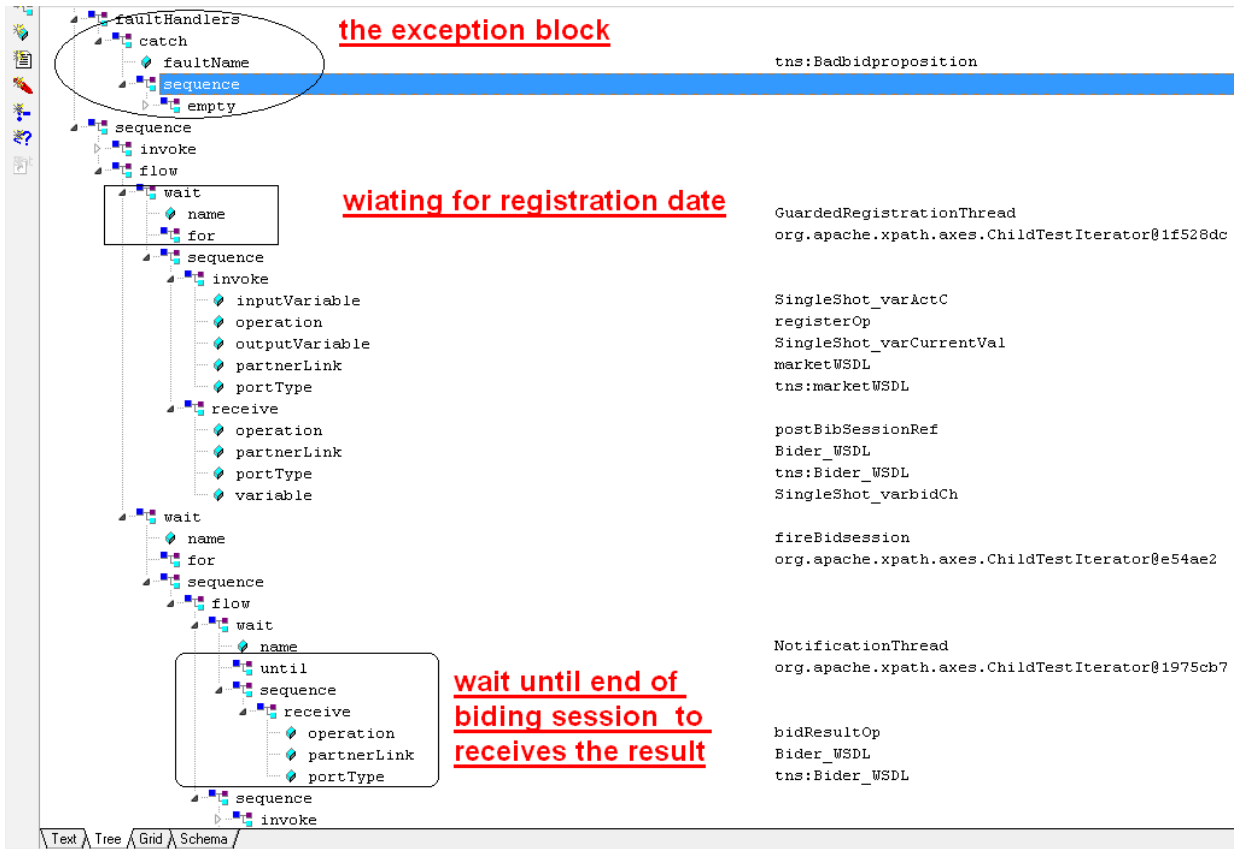 faultHandlers
catch
the exception block
faultName tns:Badbidproposition
sequence
empty
sequence
invoke
flow
wait
wiating for registration date
name GuardedRegistrationThread
for org.apache.xpath.axes.ChildTestIterator@1f528dc
sequence
invoke
inputVariable SingleShot_varActC
operation registerOp
outputVariable SingleShot_varCurrentVal
partnerLink marketWSDL
portType tns:marketWSDL
receive
operation postBibSessionRef
partnerLink Bider_WSDL
portType tns:Bider_WSDL
variable SingleShot_varbidCh
wait
name fireBidsession
for org.apache.xpath.axes.ChildTestIterator@e54ae2
sequence
flow
wait
name NotificationThread
until org.apache.xpath.axes.ChildTestIterator@1975cb7
sequence
wait until end of
receive
biding session to
operation bidResultOp
partnerLink Bider_WSDL
receives the result
portType tns:Bider_WSDL
sequence
invoke
Text Tree Grid Schema